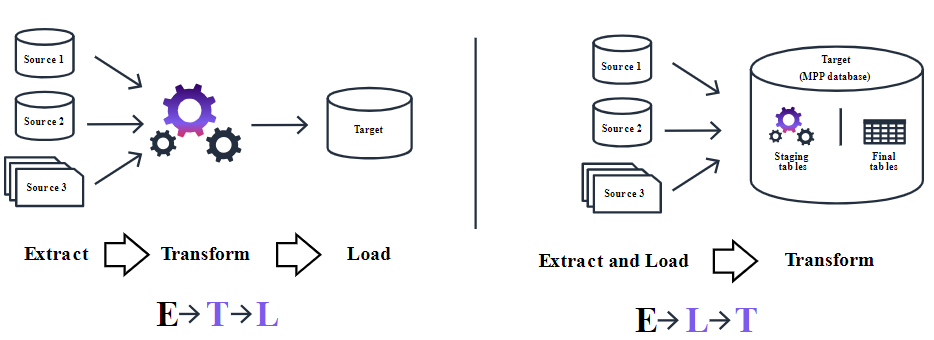 Source 1
Source 2
Source 3
Target
Extract
Transform
Load
E→T→L
Source 1
Source 2
Source 3
Target
(MPP database)
Staging
tables
Final
tables
Extract and Load
Transform
E→L→T